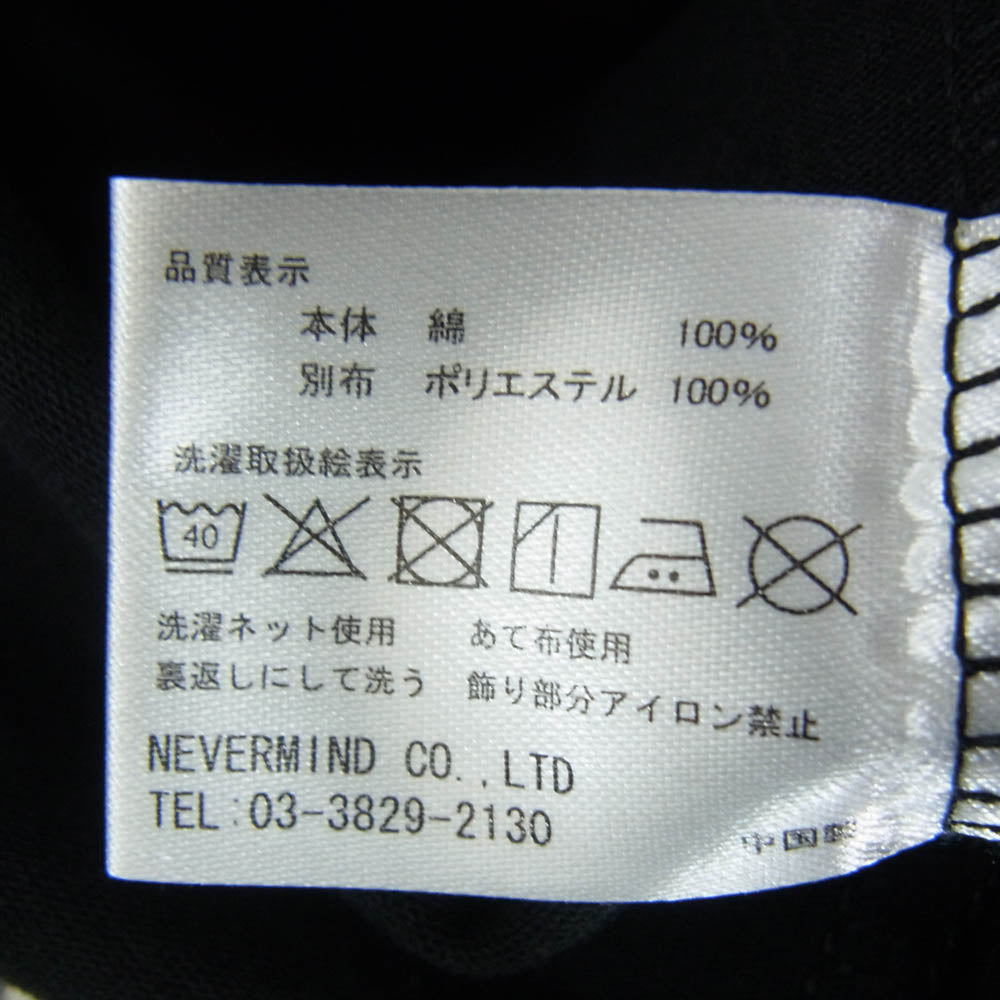 品質表示
本体 綿 100%
別布 ポリエステル 100%
洗濯取扱絵表示
40
洗濯ネット使用 あて布使用
裏返しにして洗う 飾り部分アイロン禁止
NEVERMIND CO.,LTD
TEL:03-3829-2130
中国製